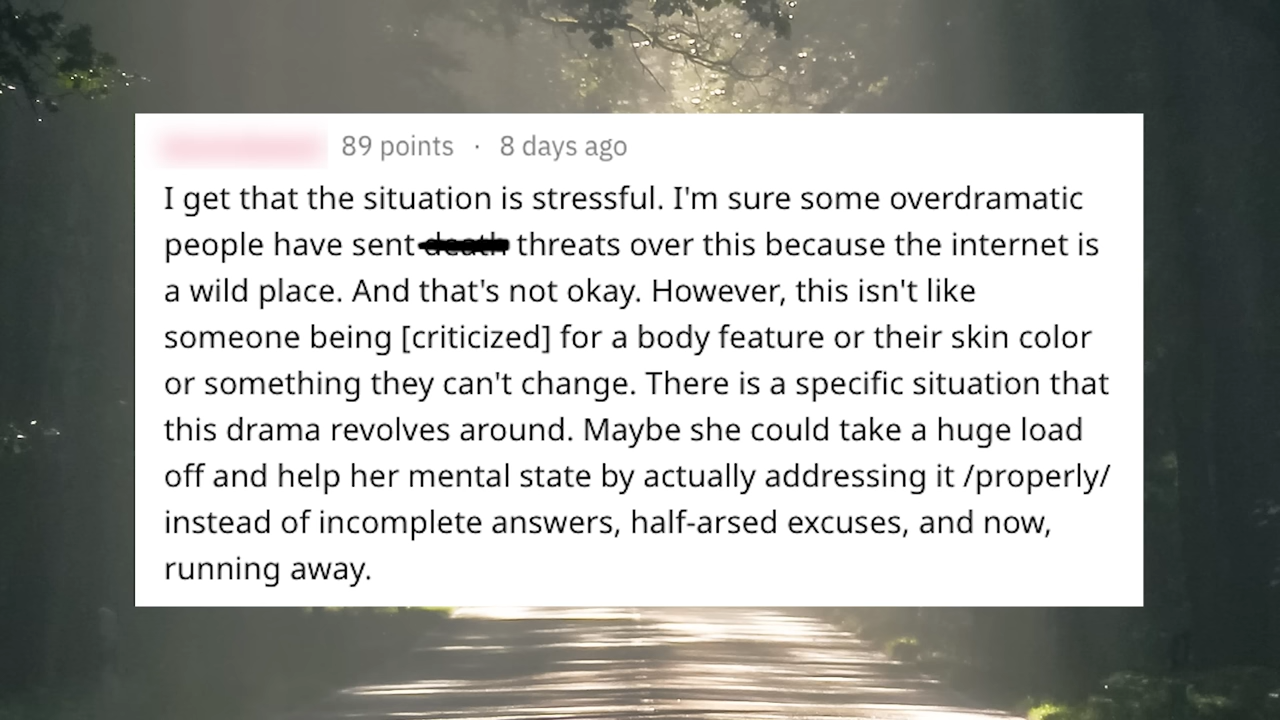 89 points · 8 days ago
I get that the situation is stressful. I'm sure some overdramatic
people have sent death threats over this because the internet is
a wild place. And that's not okay. However, this isn't like
someone being [criticized] for a body feature or their skin color
or something they can't change. There is a specific situation that
this drama revolves around. Maybe she could take a huge load
off and help her mental state by actually addressing it /properly/
instead of incomplete answers, half-arsed excuses, and now,
running away.